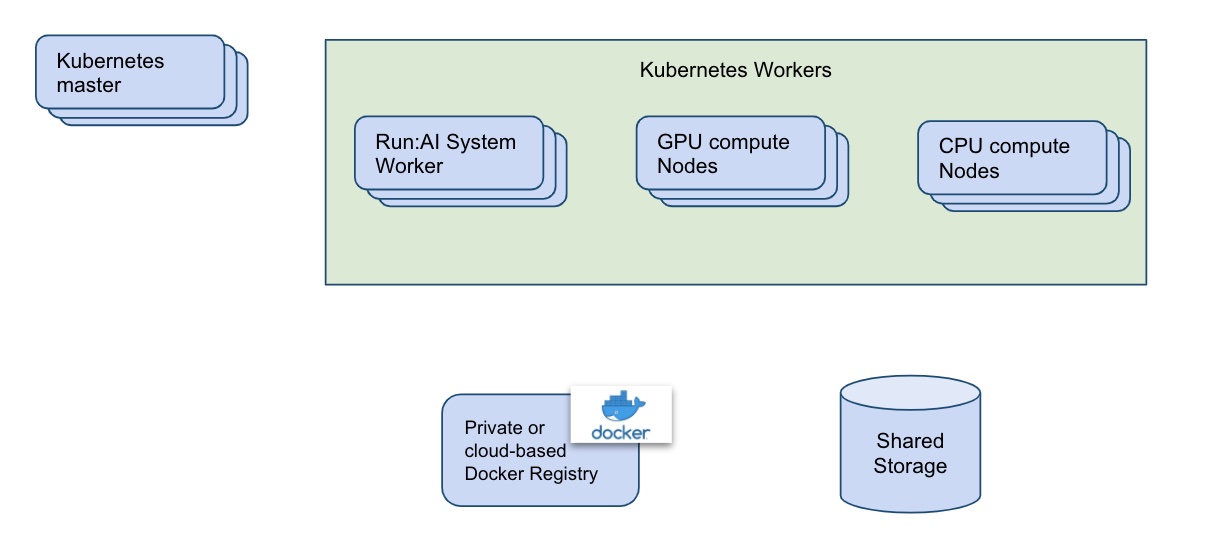 Kubernetes
master
Kubernetes Workers
Run:AI System
Worker
GPU compute
Nodes
CPU compute
Nodes
Private or
cloud-based
Docker Registry
docker
Shared
Storage